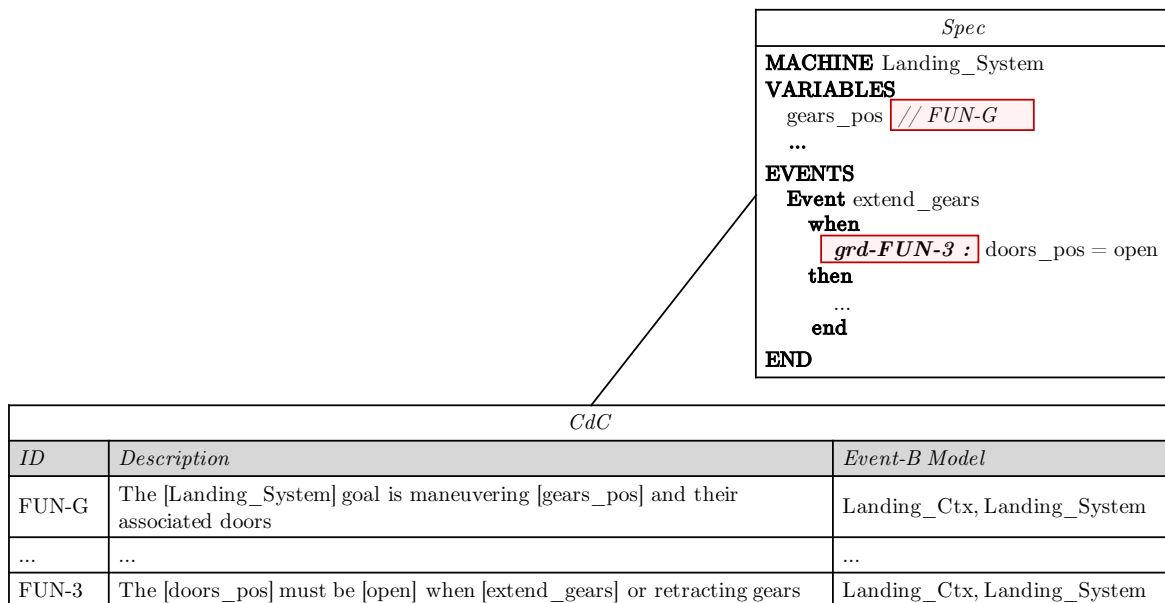 Spec
MACHINE Landing_System
VARIABLES
gears_pos // FUN-G
...
EVENTS
Event extend_gears
when
grd-FUN-3 : doors_pos = open
then
...
end
END
CdC
ID Description Event-B Model
FUN-G The [Landing_System] goal is maneuvering [gears_pos] and their
associated doors Landing_Ctx, Landing_System
... ... ...
FUN-3 The [doors_pos] must be [open] when [extend_gears] or retracting gears Landing_Ctx, Landing_System